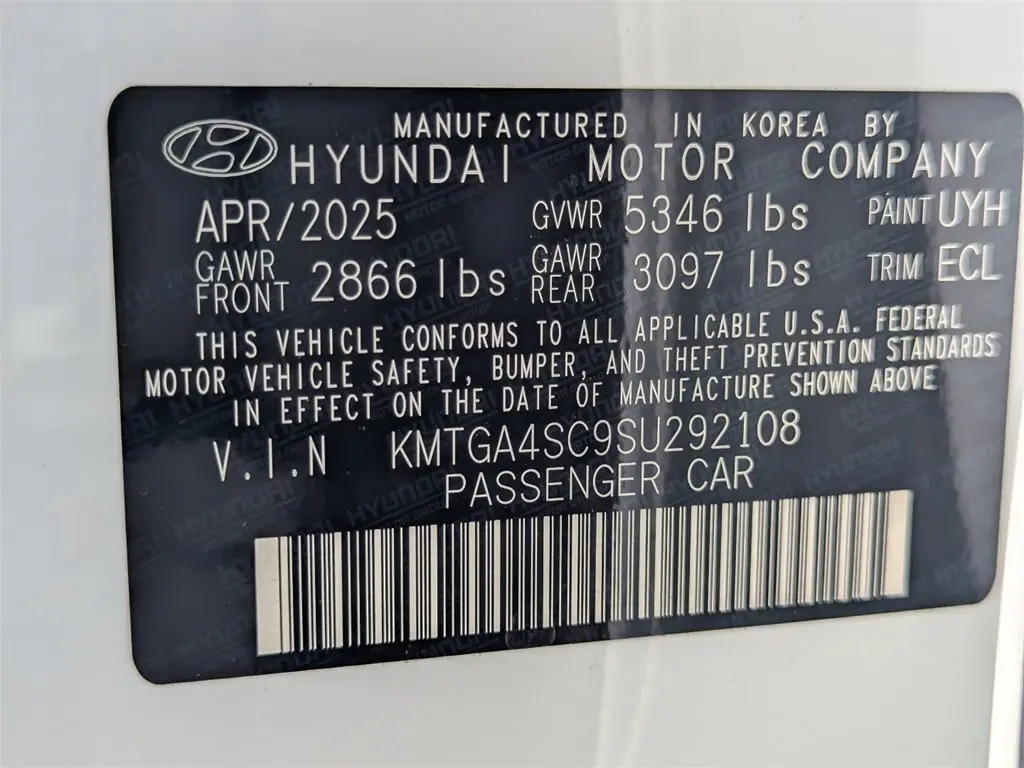 MANUFACTURED IN KOREA BY
HYUNDAI MOTOR COMPANY
APR/2025 GVWR 5346 lbs PAINT UYH
GAWR FRONT 2866 lbs GAWR REAR 3097 lbs TRIM ECL
THIS VEHICLE CONFORMS TO ALL APPLICABLE U.S.A. FEDERAL
MOTOR VEHICLE SAFETY, BUMPER, AND THEFT PREVENTION STANDARDS
IN EFFECT ON THE DATE OF MANUFACTURE SHOWN ABOVE
V.I.N KMTGA4SC9SU292108
PASSENGER CAR